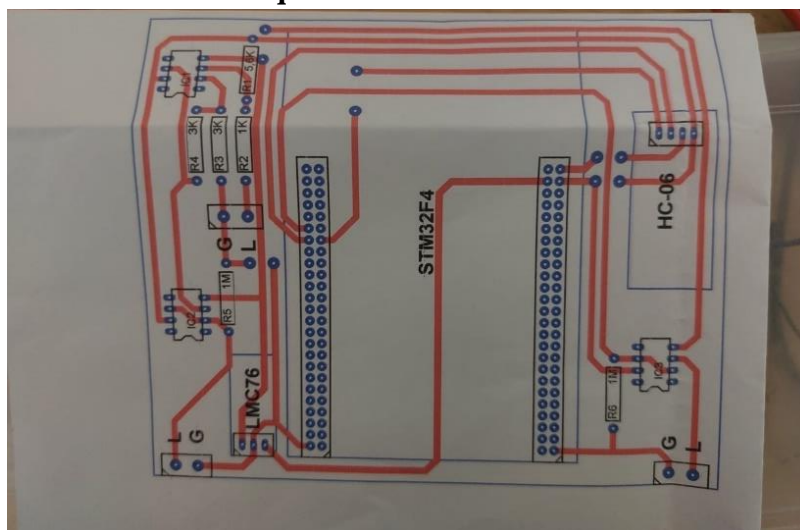 IC1
5,6K
R1
3K
R4
3K
R3
1K
R2
G
L
IC2
1M
R5
L
G
LMC76
STM32F4
HC-06
1M
R6
IC3
G
L